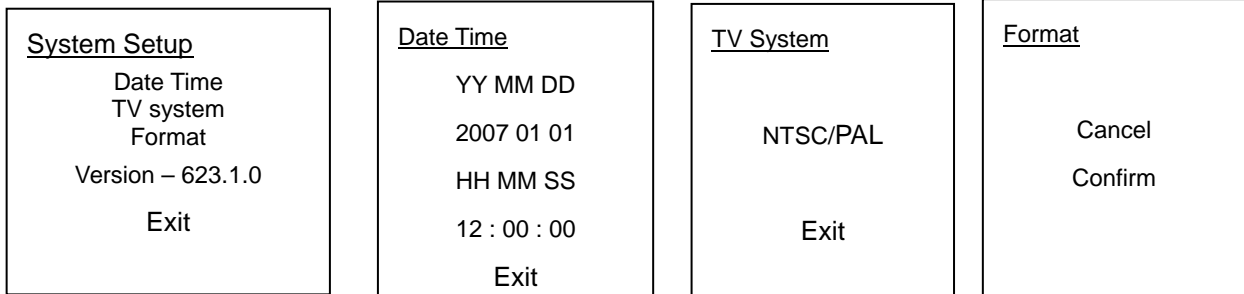 System Setup
Date Time
TV system
Format
Version – 623.1.0
Exit
Date Time
YY MM DD
2007 01 01
HH MM SS
12 : 00 : 00
Exit
TV System
NTSC/PAL
Exit
Format
Cancel
Confirm